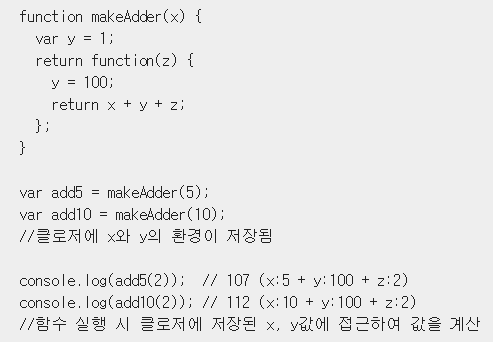 function makeAdder(x) {
  var y = 1;
  return function(z) {
    y = 100;
    return x + y + z;
  };
}

var add5 = makeAdder(5);
var add10 = makeAdder(10);
//클로저에 x와 y의 환경이 저장됨

console.log(add5(2));  // 107 (x:5 + y:100 + z:2)
console.log(add10(2)); // 112 (x:10 + y:100 + z:2)
//함수 실행 시 클로저에 저장된 x, y값에 접근하여 값을 계산